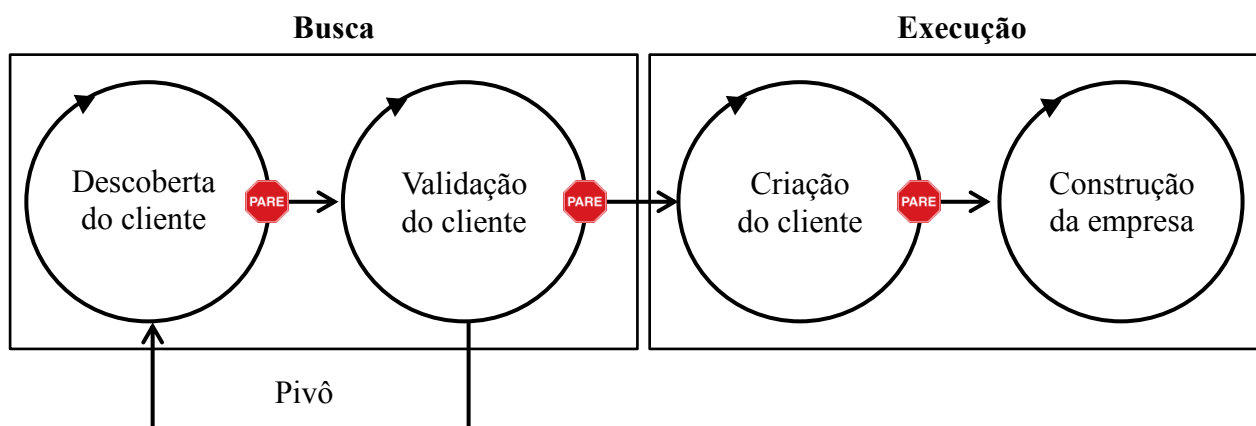 Busca
Execução
Descoberta
do cliente
PARE
Validação
do cliente
PARE
Criação
do cliente
PARE
Construção
da empresa
Pivô